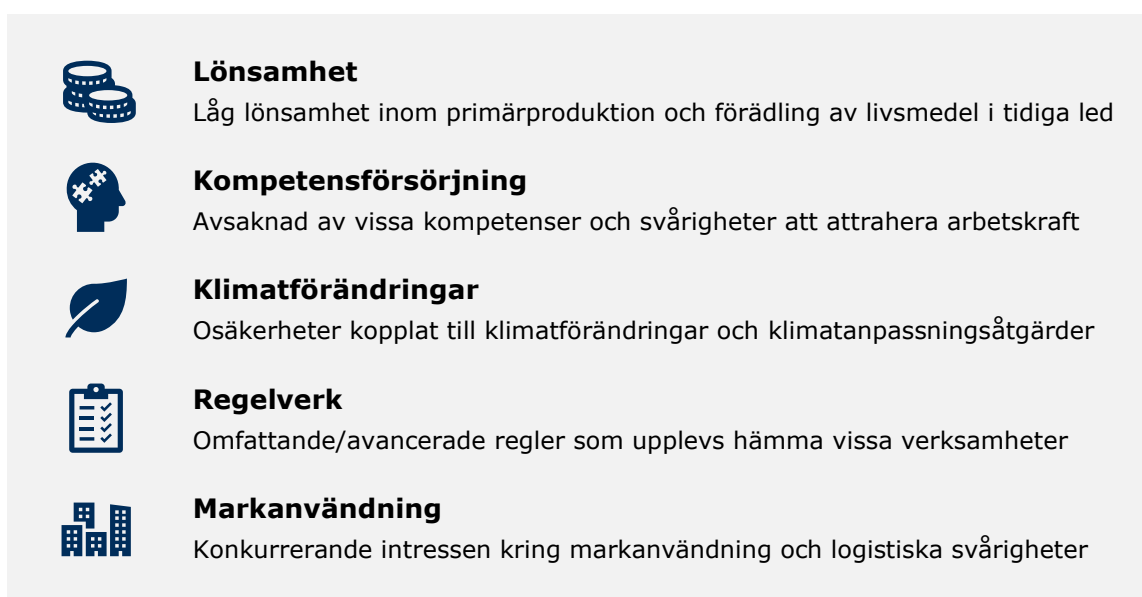 Lönsamhet
Låg lönsamhet inom primärproduktion och förädling av livsmedel i tidiga led
Kompetensförsörjning
Avsaknad av vissa kompetenser och svårigheter att attrahera arbetskraft
Klimatförändringar
Osäkerheter kopplat till klimatförändringar och klimatanpassningsåtgärder
Regelverk
Omfattande/avancerade regler som upplevs hämma vissa verksamheter
Markanvändning
Konkurrerande intressen kring markanvändning och logistiska svårigheter